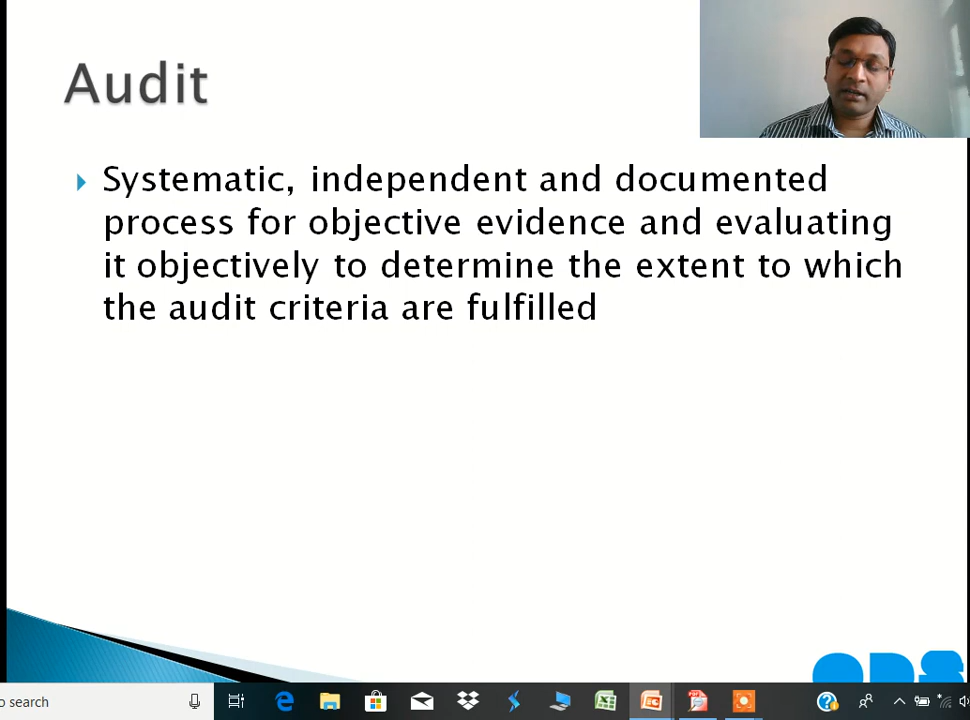 Audit
Systematic, independent and documented
process for objective evidence and evaluating
it objectively to determine the extent to which
the audit criteria are fulfilled
o search